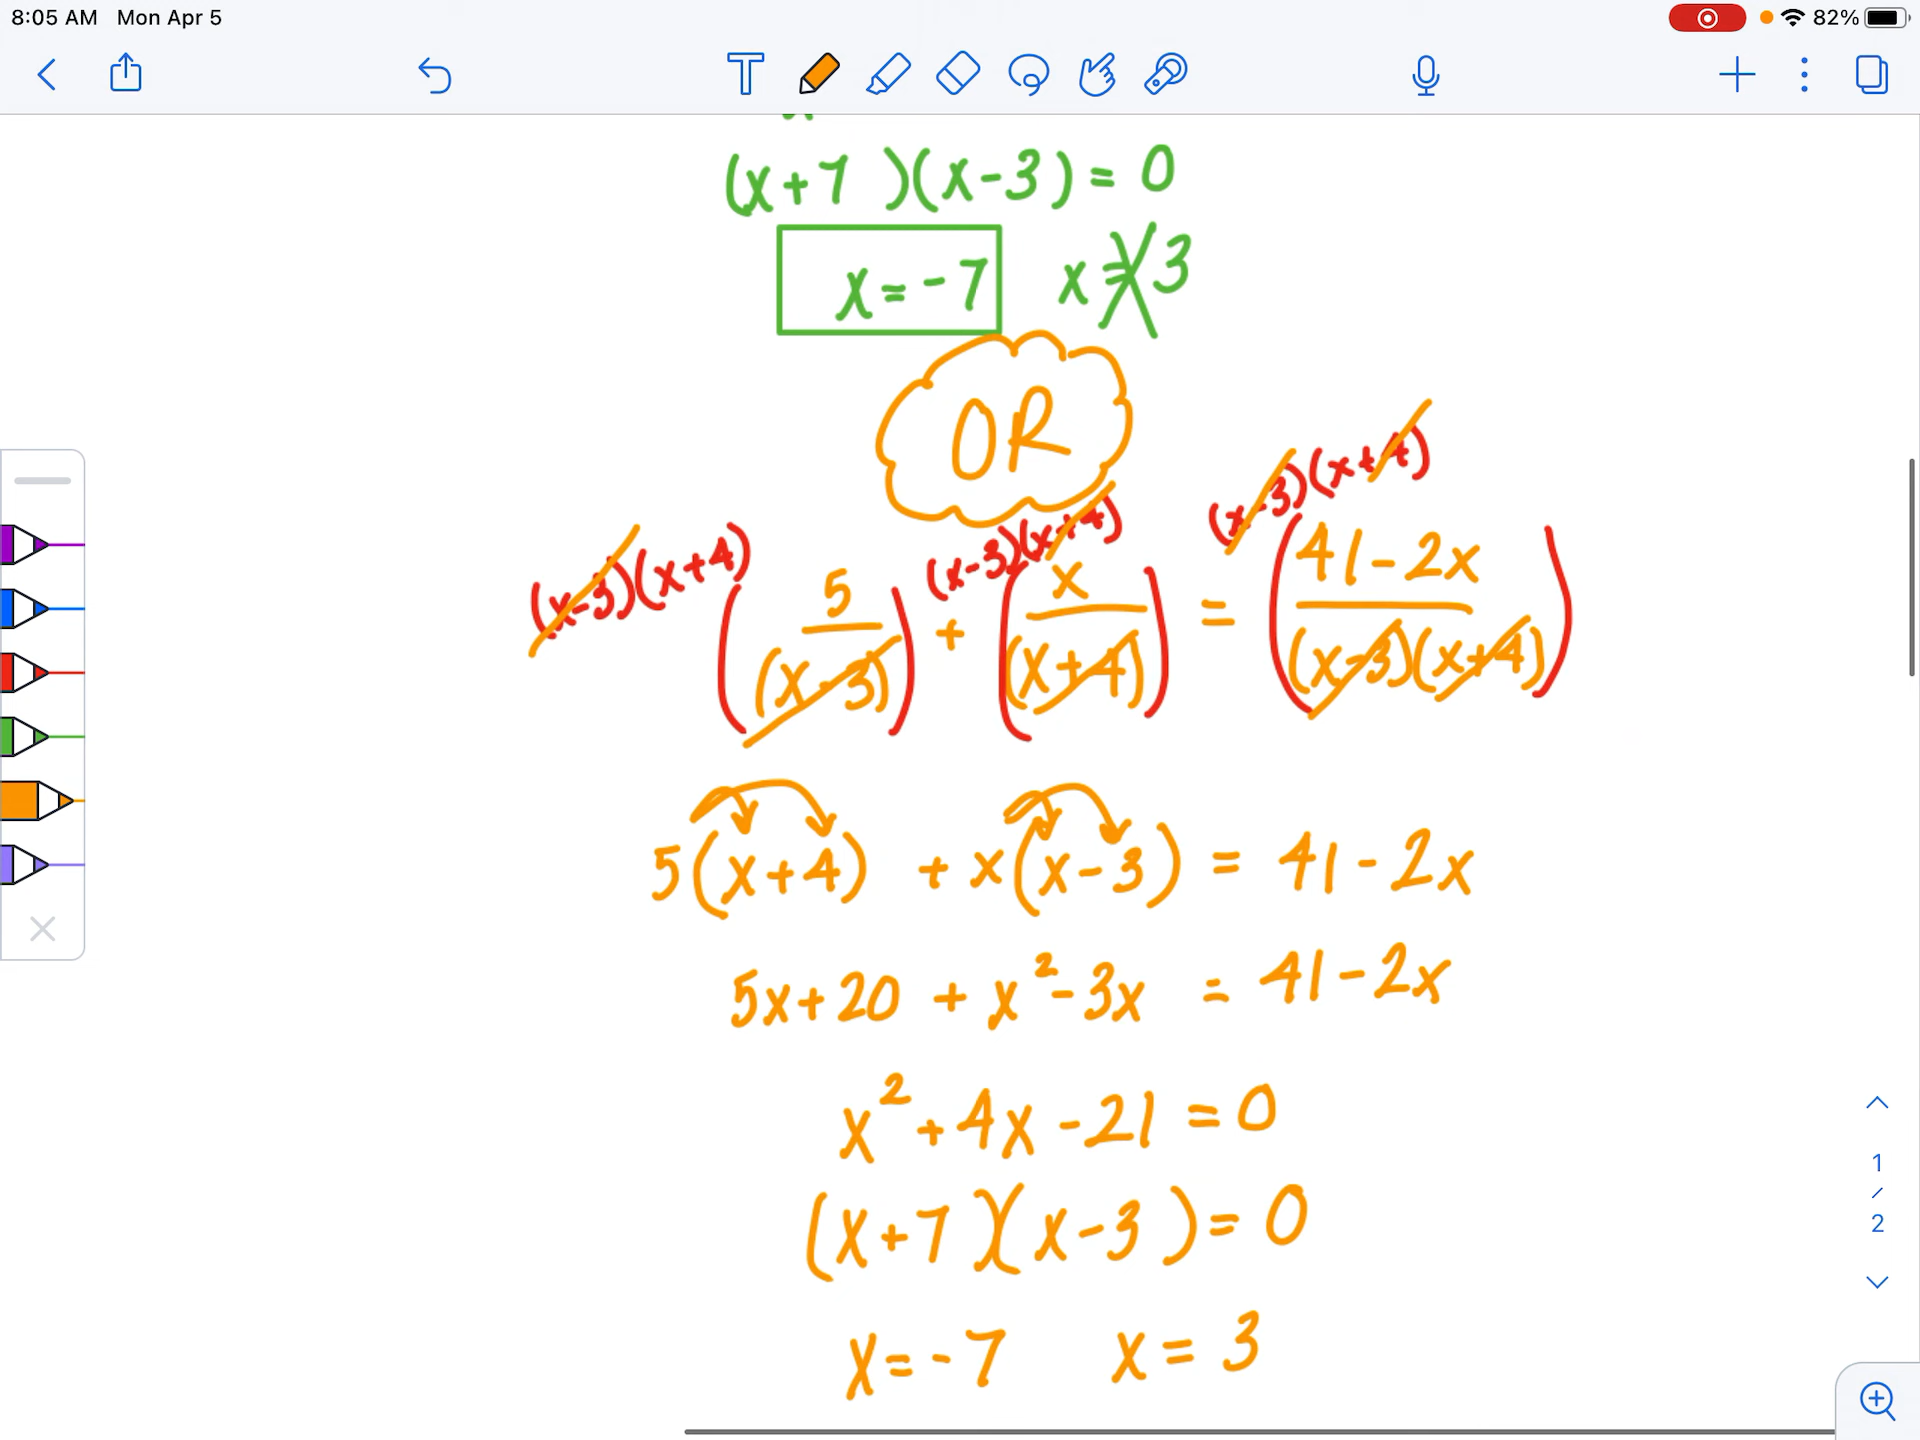 8:05 AM Mon Apr 5 82%
T
(x+7)(x-3) = 0
x = -7 x = 3
OR
(x-3)(x+4) (5/(x-3)) + (x-3)(x+4) (x/(x+4)) = (x-3)(x+4) ((41-2x)/((x-3)(x+4)))
5(x+4) + x(x-3) = 41-2x
5x+20 + x²-3x = 41-2x
x²+4x-21 = 0
(x+7)(x-3) = 0
x = -7 x = 3
1
/
2